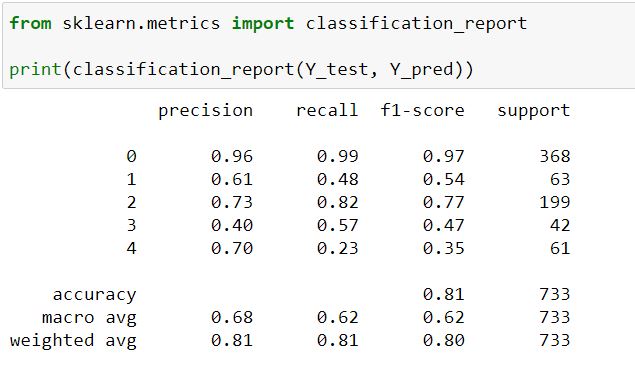 from sklearn.metrics import classification_report
print(classification_report(Y_test, Y_pred))
precision recall f1-score support
0 0.96 0.99 0.97 368
1 0.61 0.48 0.54 63
2 0.73 0.82 0.77 199
3 0.40 0.57 0.47 42
4 0.70 0.23 0.35 61
accuracy 0.81 733
macro avg 0.68 0.62 0.62 733
weighted avg 0.81 0.81 0.80 733